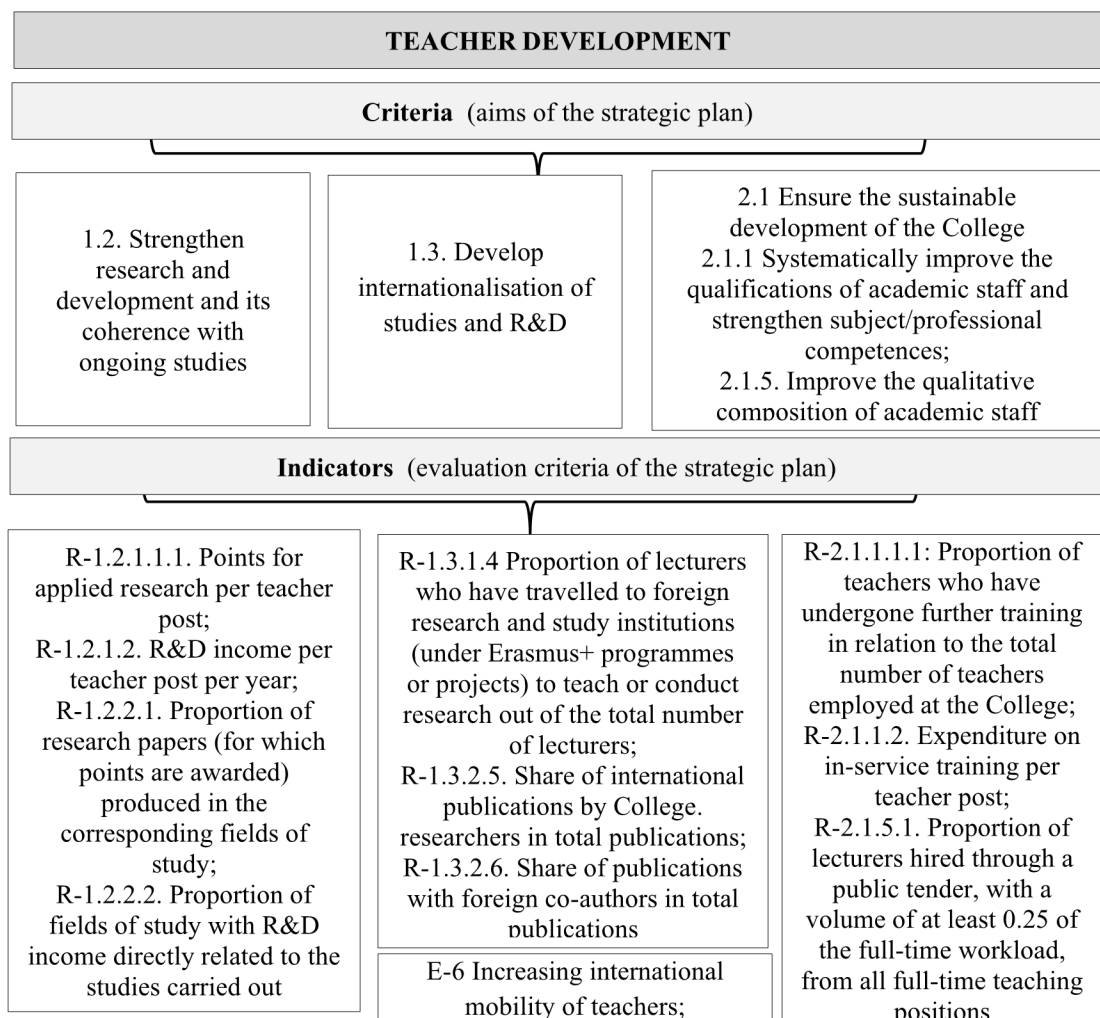 TEACHER DEVELOPMENT
Criteria (aims of the strategic plan)
1.2. Strengthen
research and
development and its
coherence with
ongoing studies
1.3. Develop
internationalisation of
studies and R&D
2.1 Ensure the sustainable
development of the College
2.1.1 Systematically improve the
qualifications of academic staff and
strengthen subject/professional
competences;
2.1.5. Improve the qualitative
composition of academic staff
Indicators (evaluation criteria of the strategic plan)
R-1.2.1.1.1. Points for
applied research per teacher
post;
R-1.2.1.2. R&D income per
teacher post per year;
R-1.2.2.1. Proportion of
research papers (for which
points are awarded)
produced in the
corresponding fields of
study;
R-1.2.2.2. Proportion of
fields of study with R&D
income directly related to the
studies carried out
R-1.3.1.4 Proportion of lecturers
who have travelled to foreign
research and study institutions
(under Erasmus+ programmes
or projects) to teach or conduct
research out of the total number
of lecturers;
R-1.3.2.5. Share of international
publications by College.
researchers in total publications;
R-1.3.2.6. Share of publications
with foreign co-authors in total
publications
E-6 Increasing international
mobility of teachers;
R-2.1.1.1.1: Proportion of
teachers who have
undergone further training
in relation to the total
number of teachers
employed at the College;
R-2.1.1.2. Expenditure on
in-service training per
teacher post;
R-2.1.5.1. Proportion of
lecturers hired through a
public tender, with a
volume of at least 0.25 of
the full-time workload,
from all full-time teaching
positions